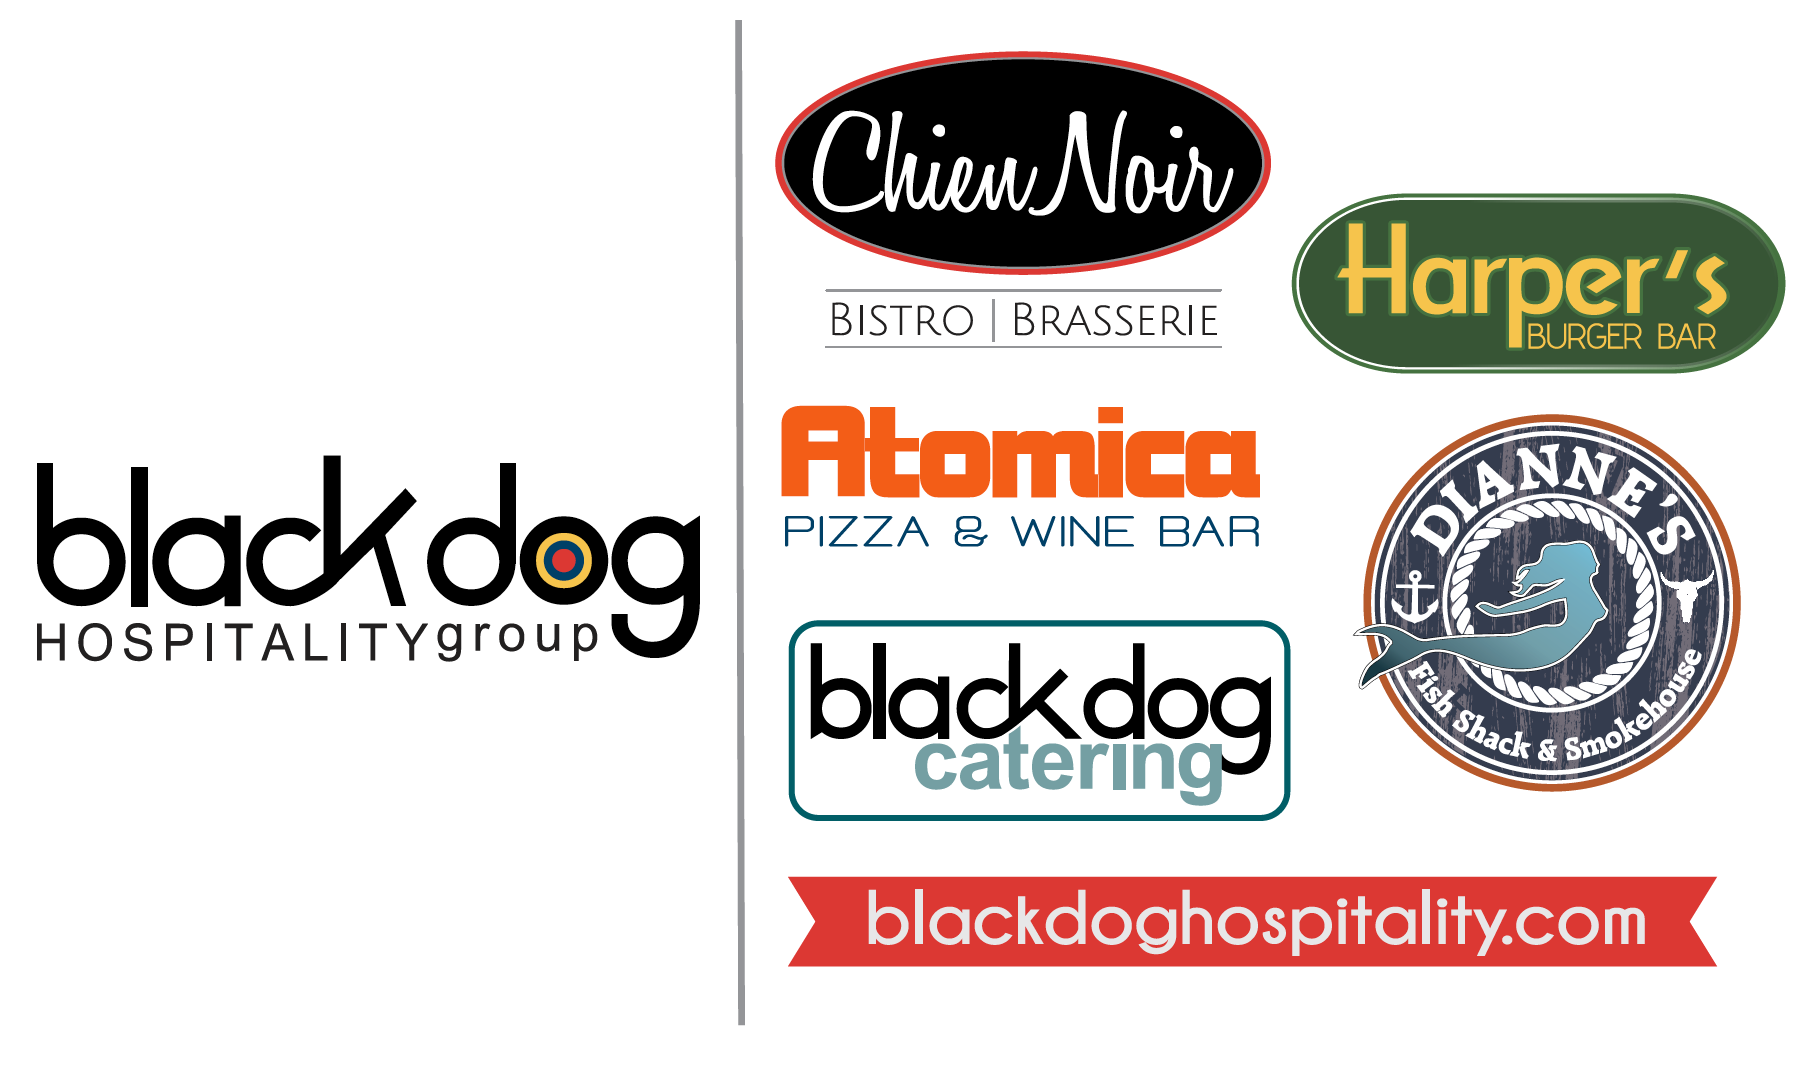 black dog
HOSPITALITYgroup
Chien Noir
BISTRO | BRASSERIE
Harper's
BURGER BAR
Atomica
PIZZA & WINE BAR
DIANNE'S
Fish Shack & Smokehouse
black dog
catering
blackdoghospitality.com